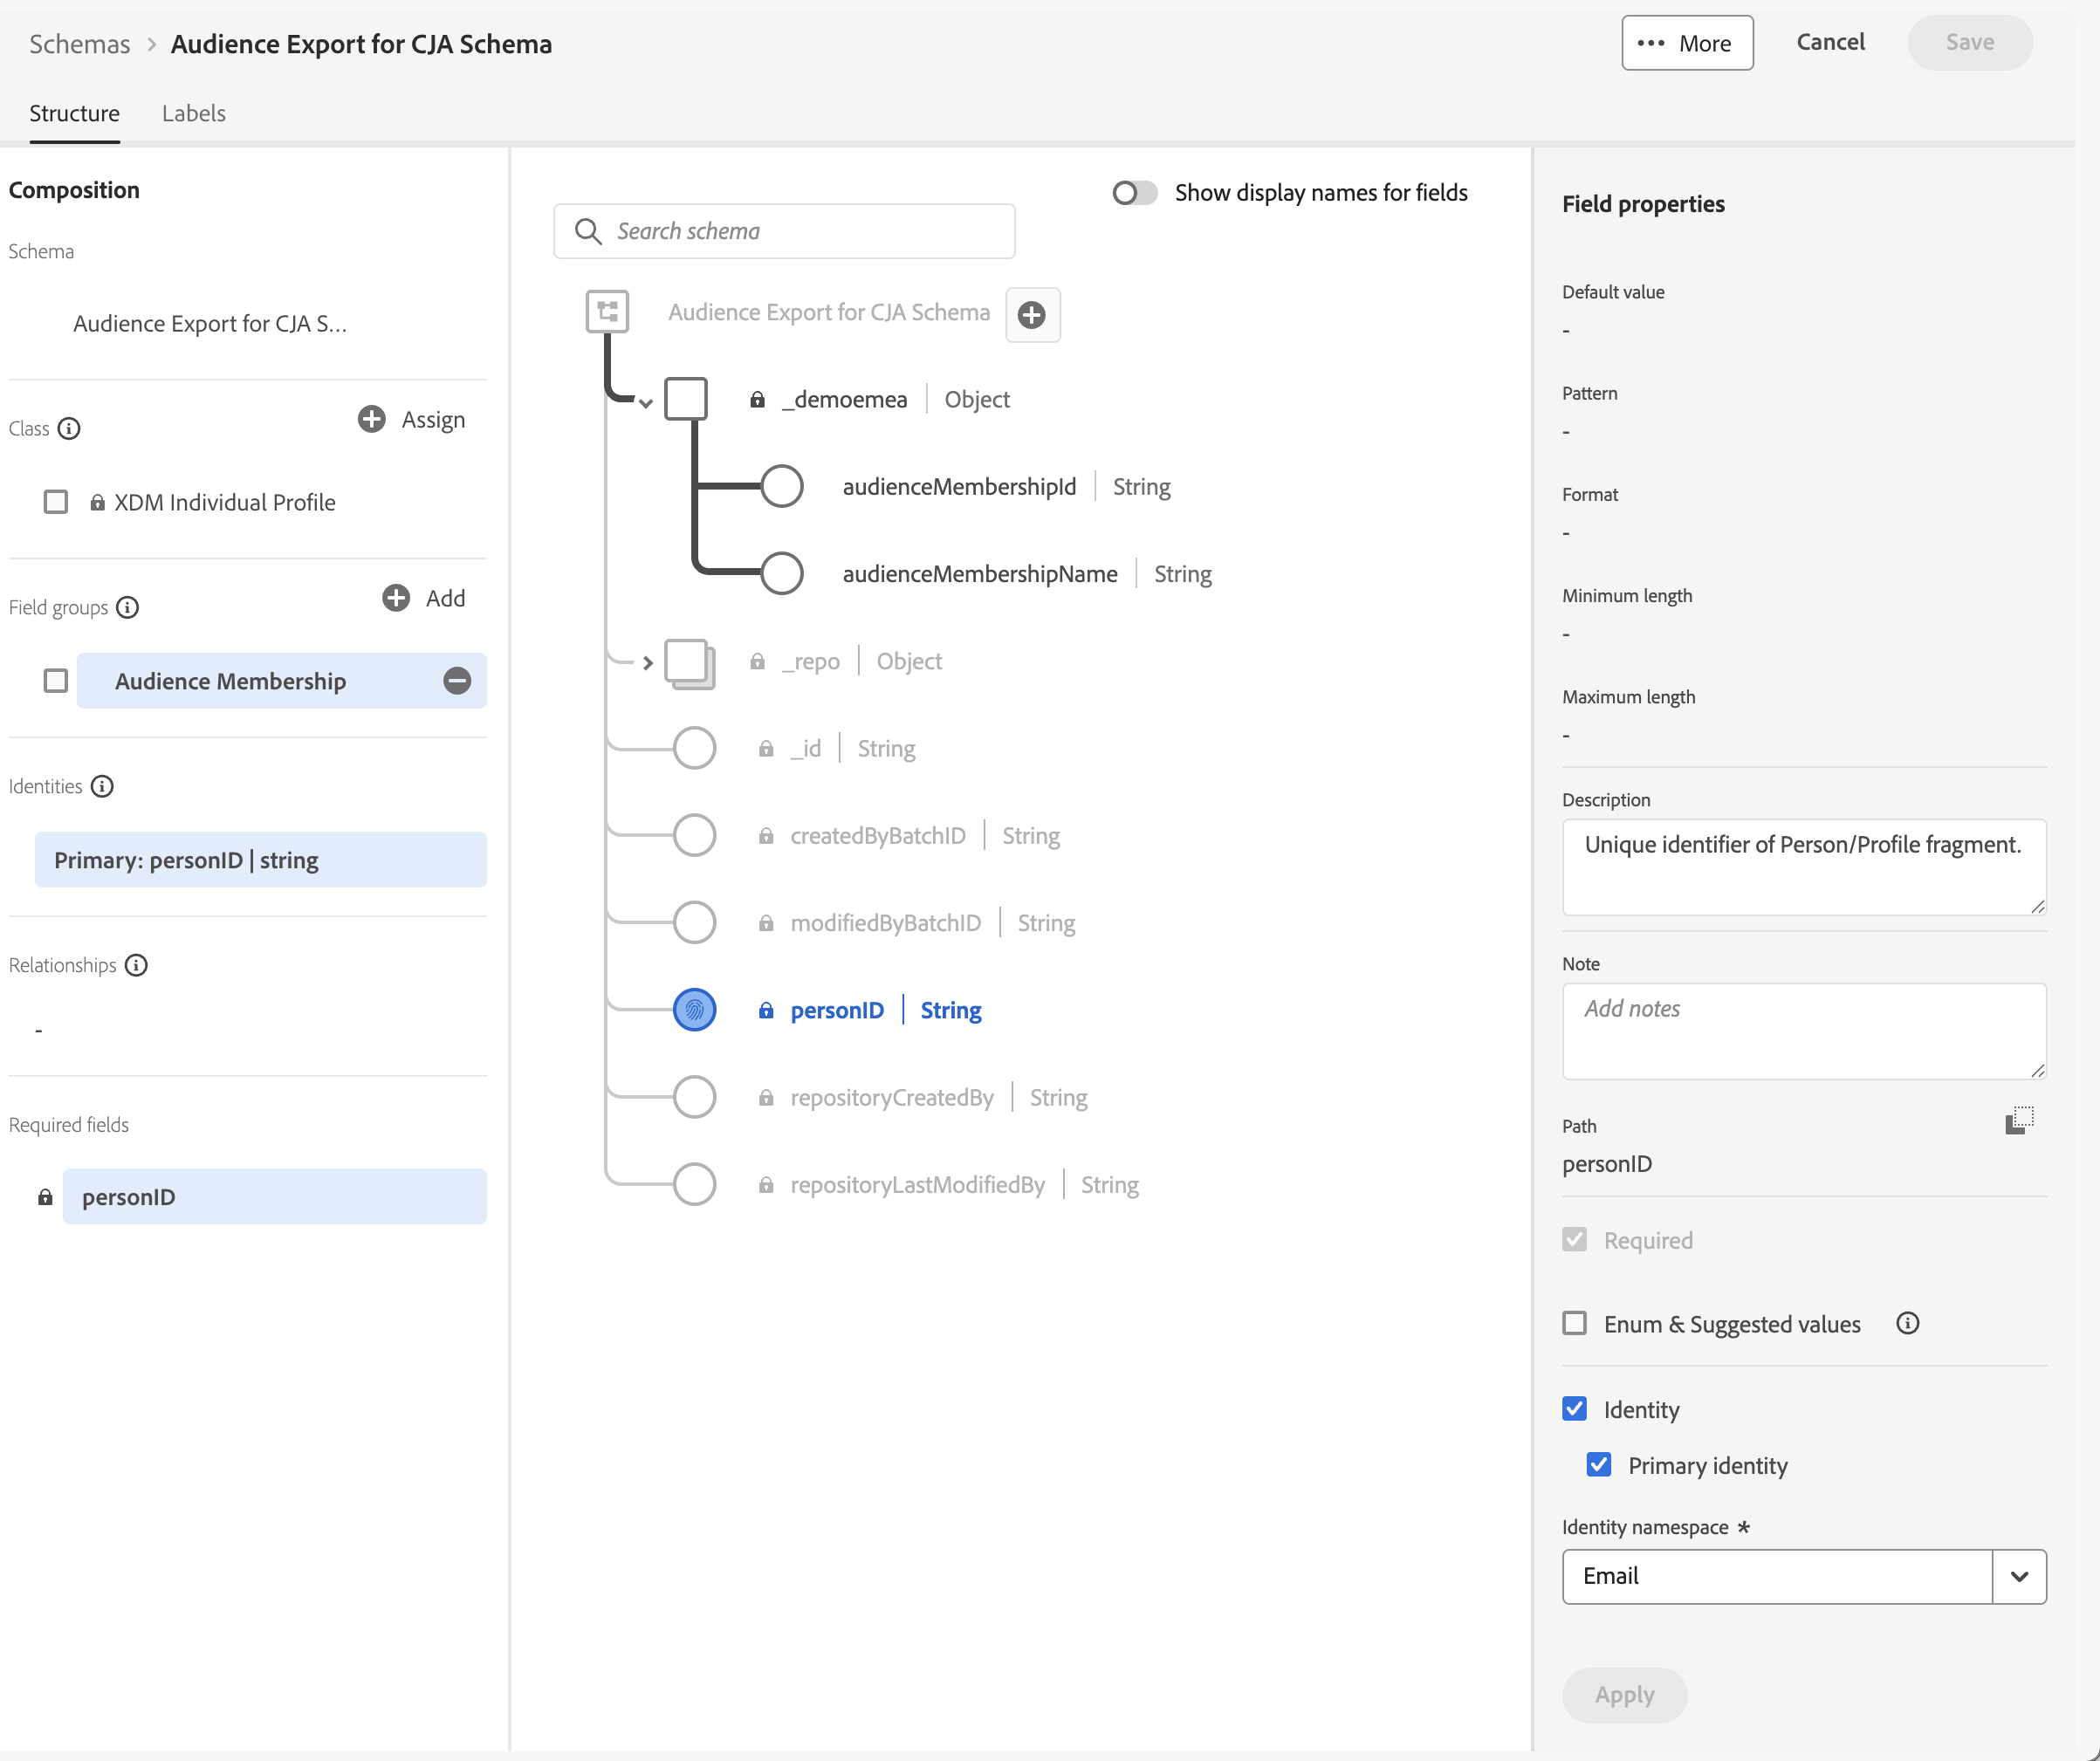 Schemas > Audience Export for CJA Schema
••• More
Cancel
Save
Structure
Labels
Composition
Schema
Audience Export for CJA S…
Class
Assign
XDM Individual Profile
Field groups
Add
Audience Membership
Identities
Primary: personID | string
Relationships
-
Required fields
personID
Show display names for fields
Search schema
Audience Export for CJA Schema
_demoemea | Object
audienceMembershipId | String
audienceMembershipName | String
_repo | Object
_id | String
createdByBatchID | String
modifiedByBatchID | String
personID | String
repositoryCreatedBy | String
repositoryLastModifiedBy | String
Field properties
Default value
-
Pattern
-
Format
-
Minimum length
-
Maximum length
-
Description
Unique identifier of Person/Profile fragment.
Note
Add notes
Path
personID
Required
Enum & Suggested values
Identity
Primary identity
Identity namespace *
Email
Apply